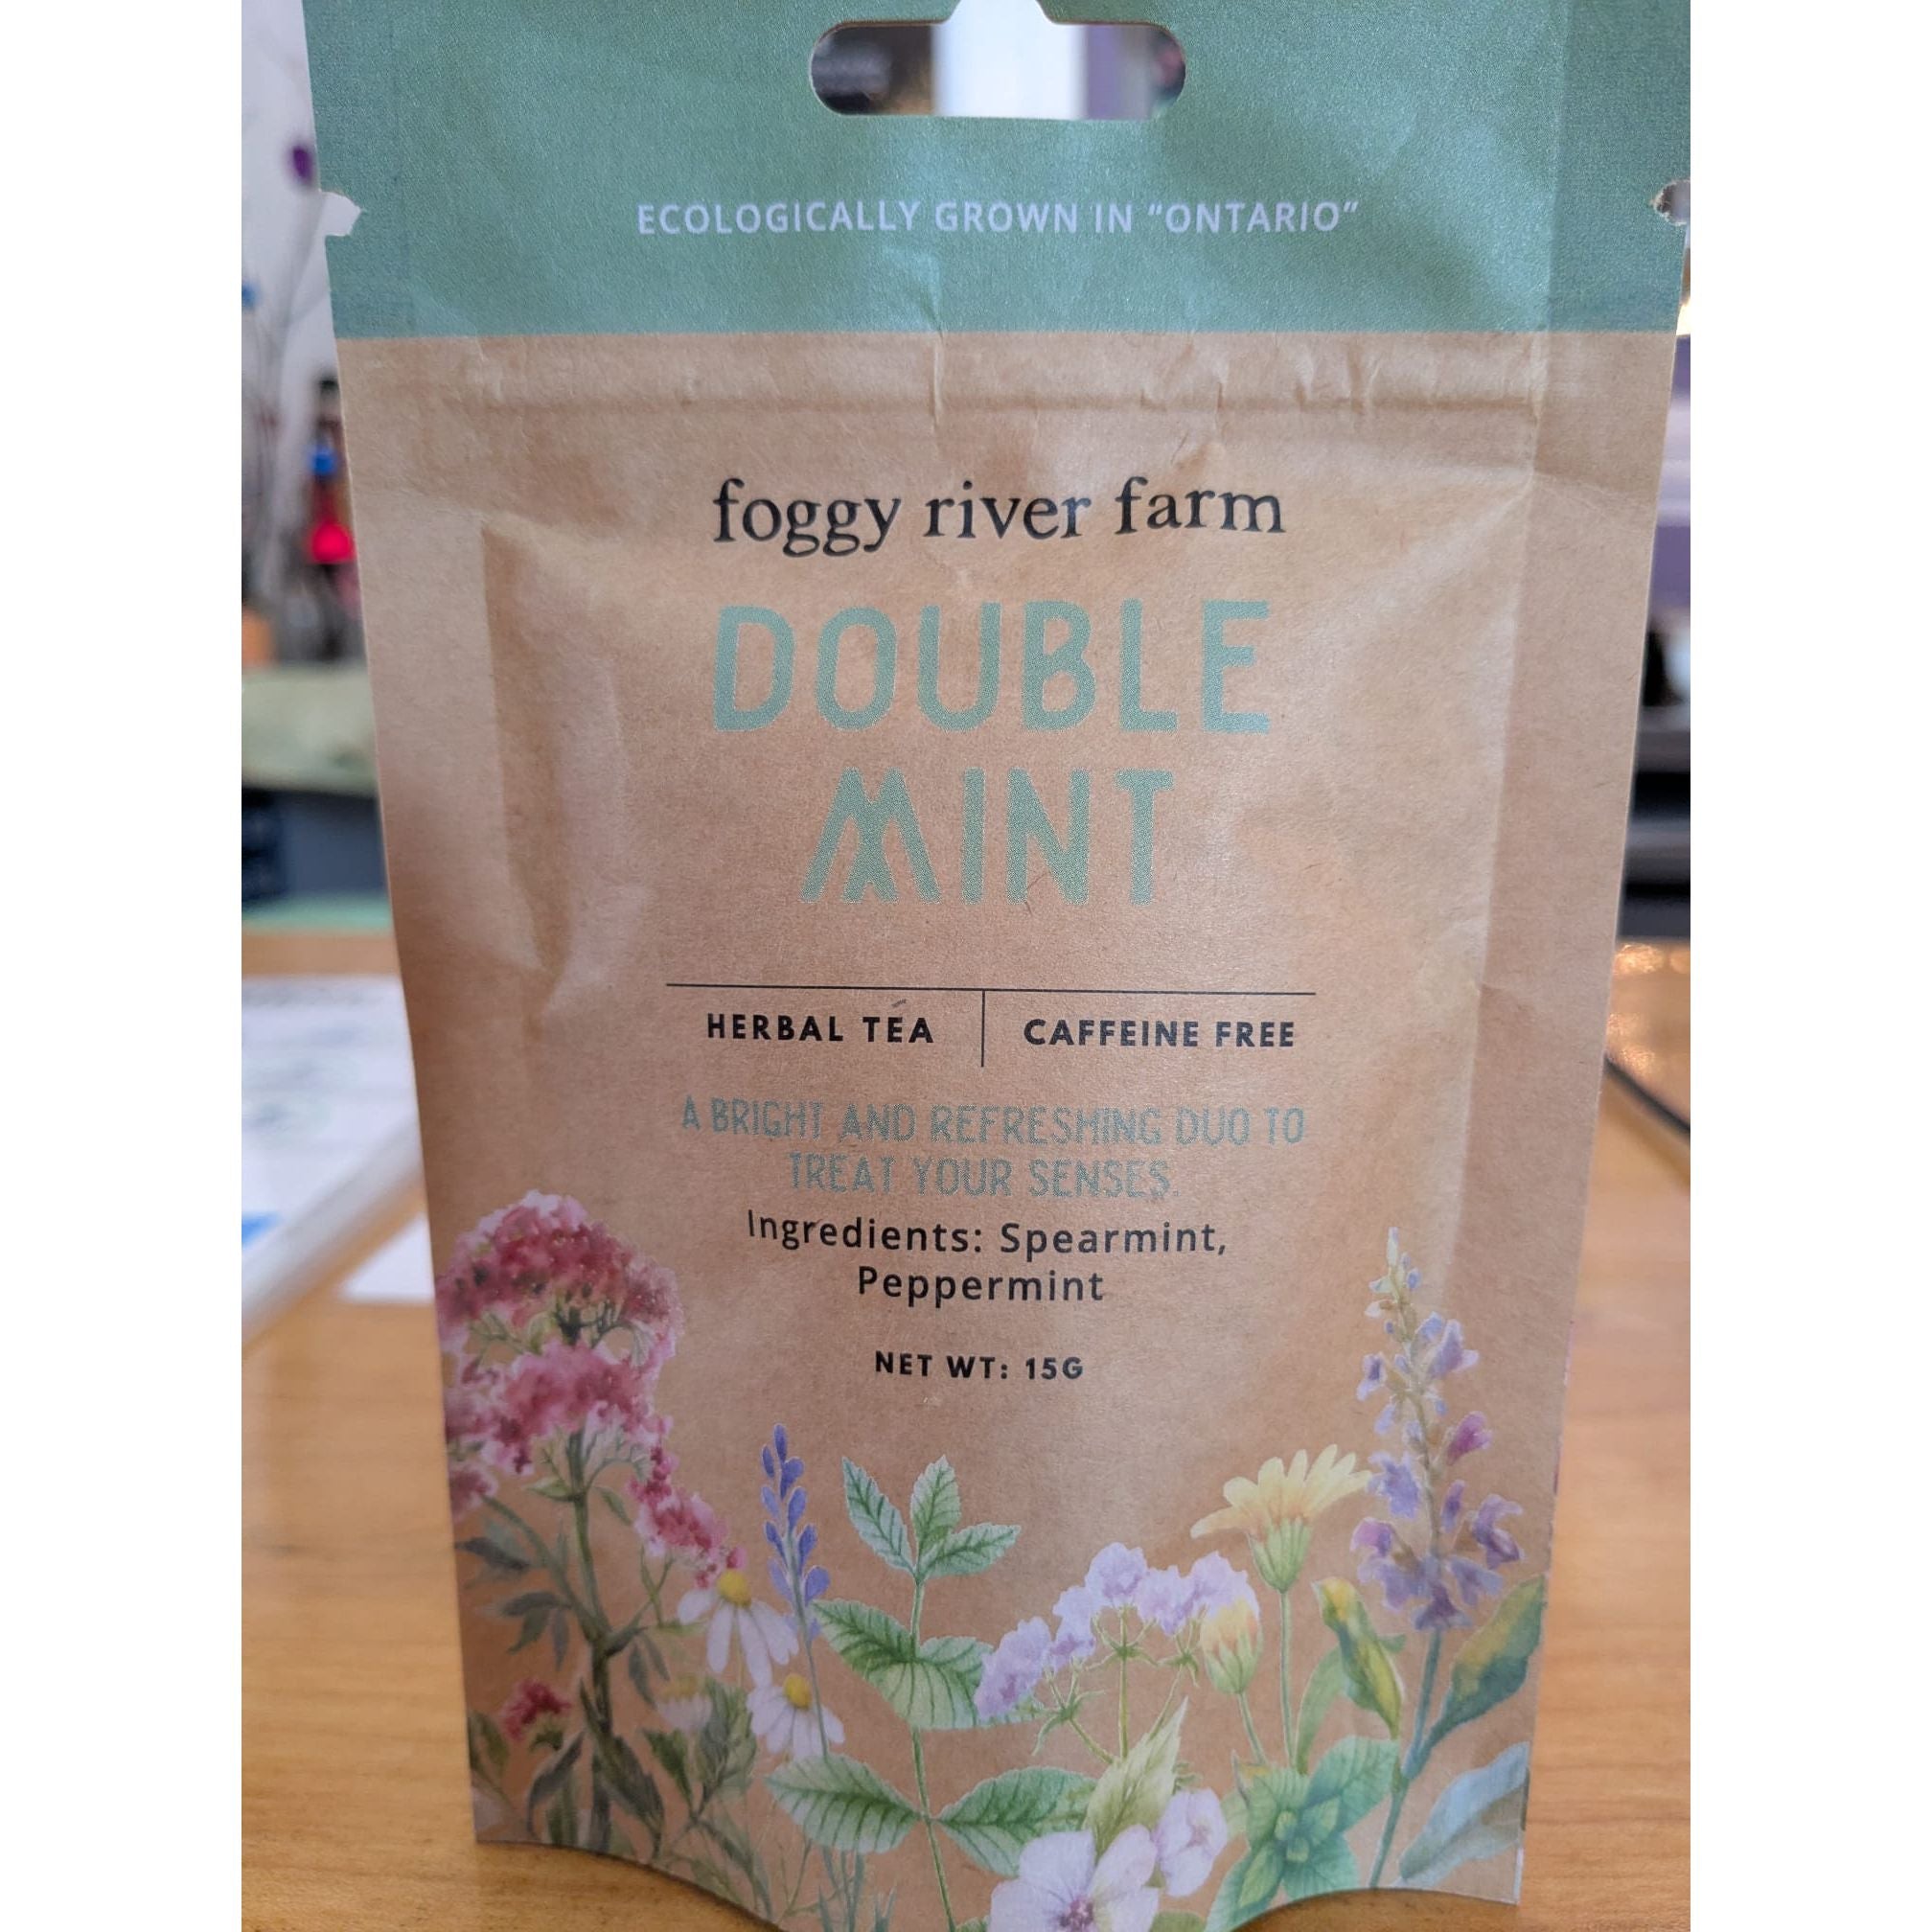 ECOLOGICALLY GROWN IN "ONTARIO"
foggy river farm
DOUBLE
MINT
HERBAL TEA | CAFFEINE FREE
A BRIGHT AND REFRESHING DUO TO
TREAT YOUR SENSES.
Ingredients: Spearmint,
Peppermint
NET WT: 15G